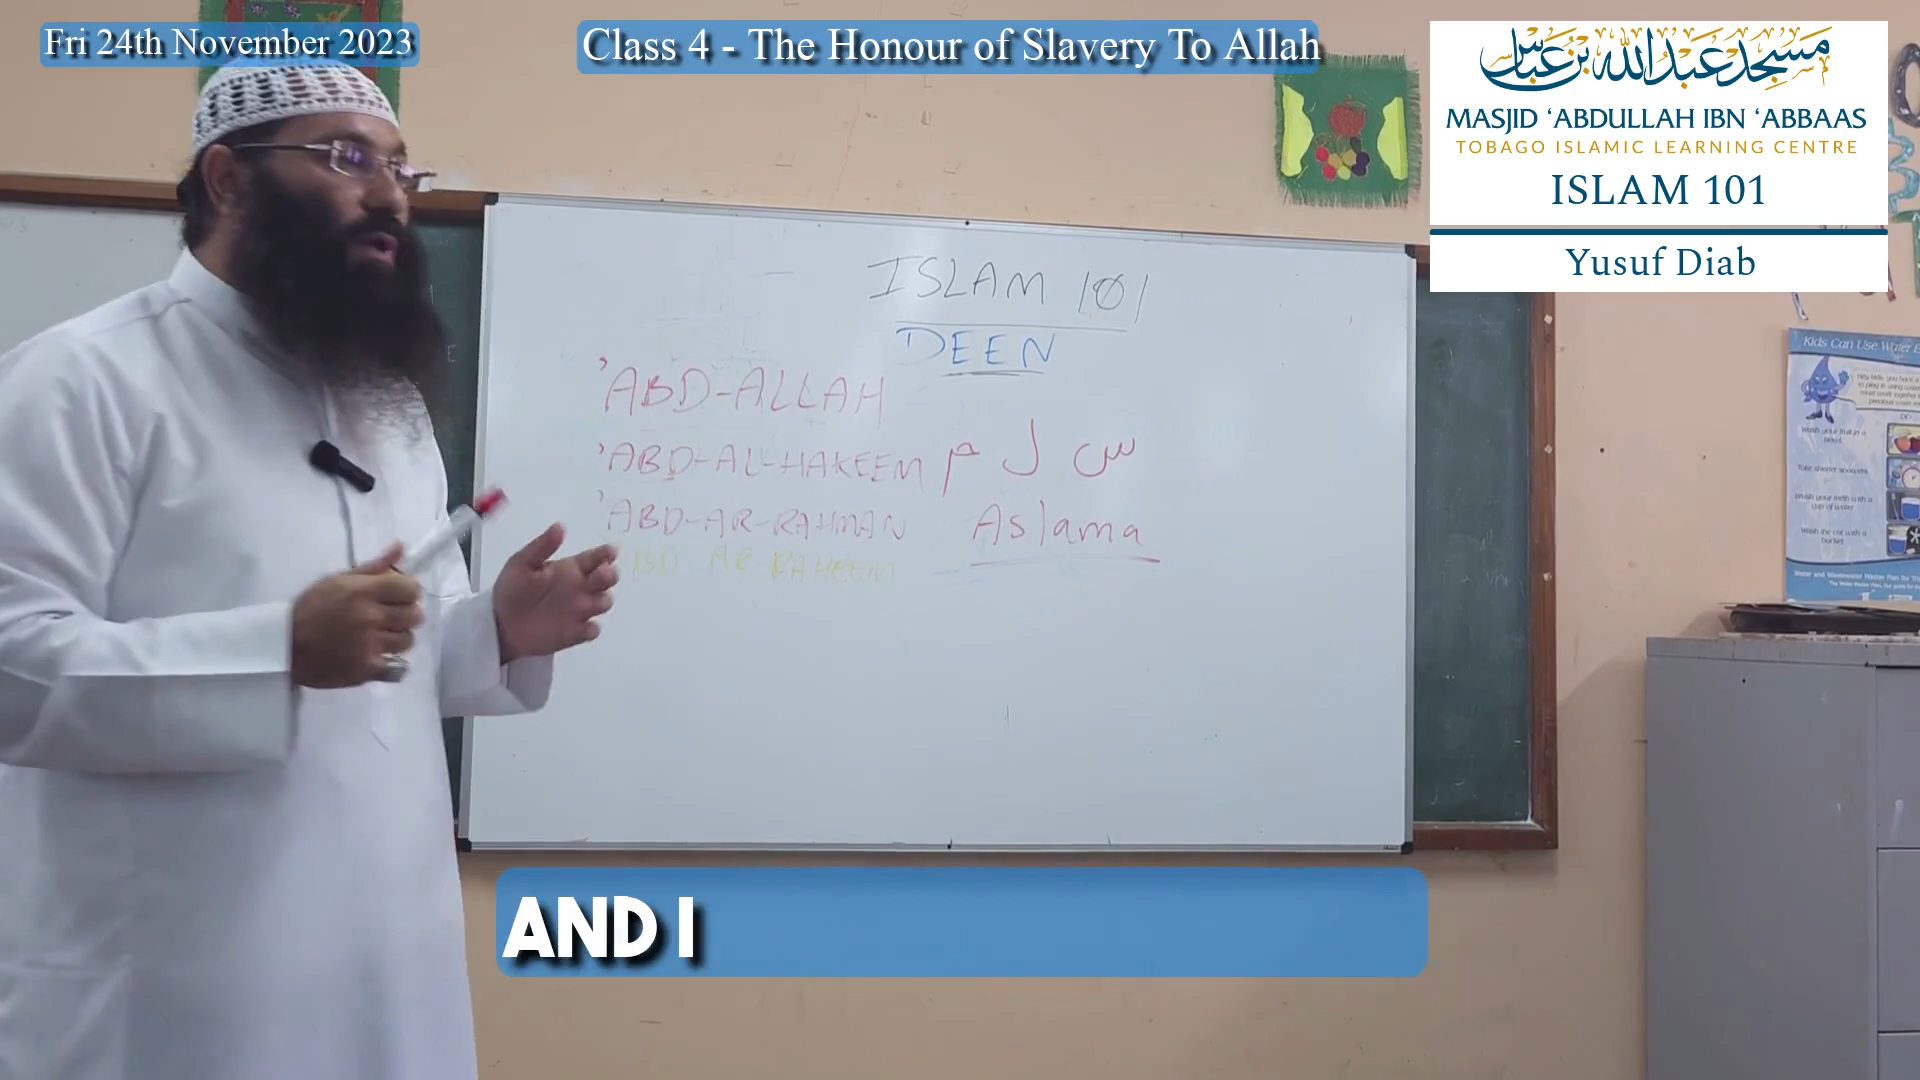 Fri 24th November 2023
Class 4 - The Honour of Slavery To Allah
مسجد عبدالله بن عباس
MASJID ‘ABDULLAH IBN ‘ABBAAS
TOBAGO ISLAMIC LEARNING CENTRE
ISLAM 101
Yusuf Diab
ISLAM 101
DEEN
'ABD-ALLAH
'ABD-AL-HAKEEM
س ل م
'ABD-AR-RAHMAN
Aslama
ABD AR-RAHEEM
Kids Can Use Water
AND I